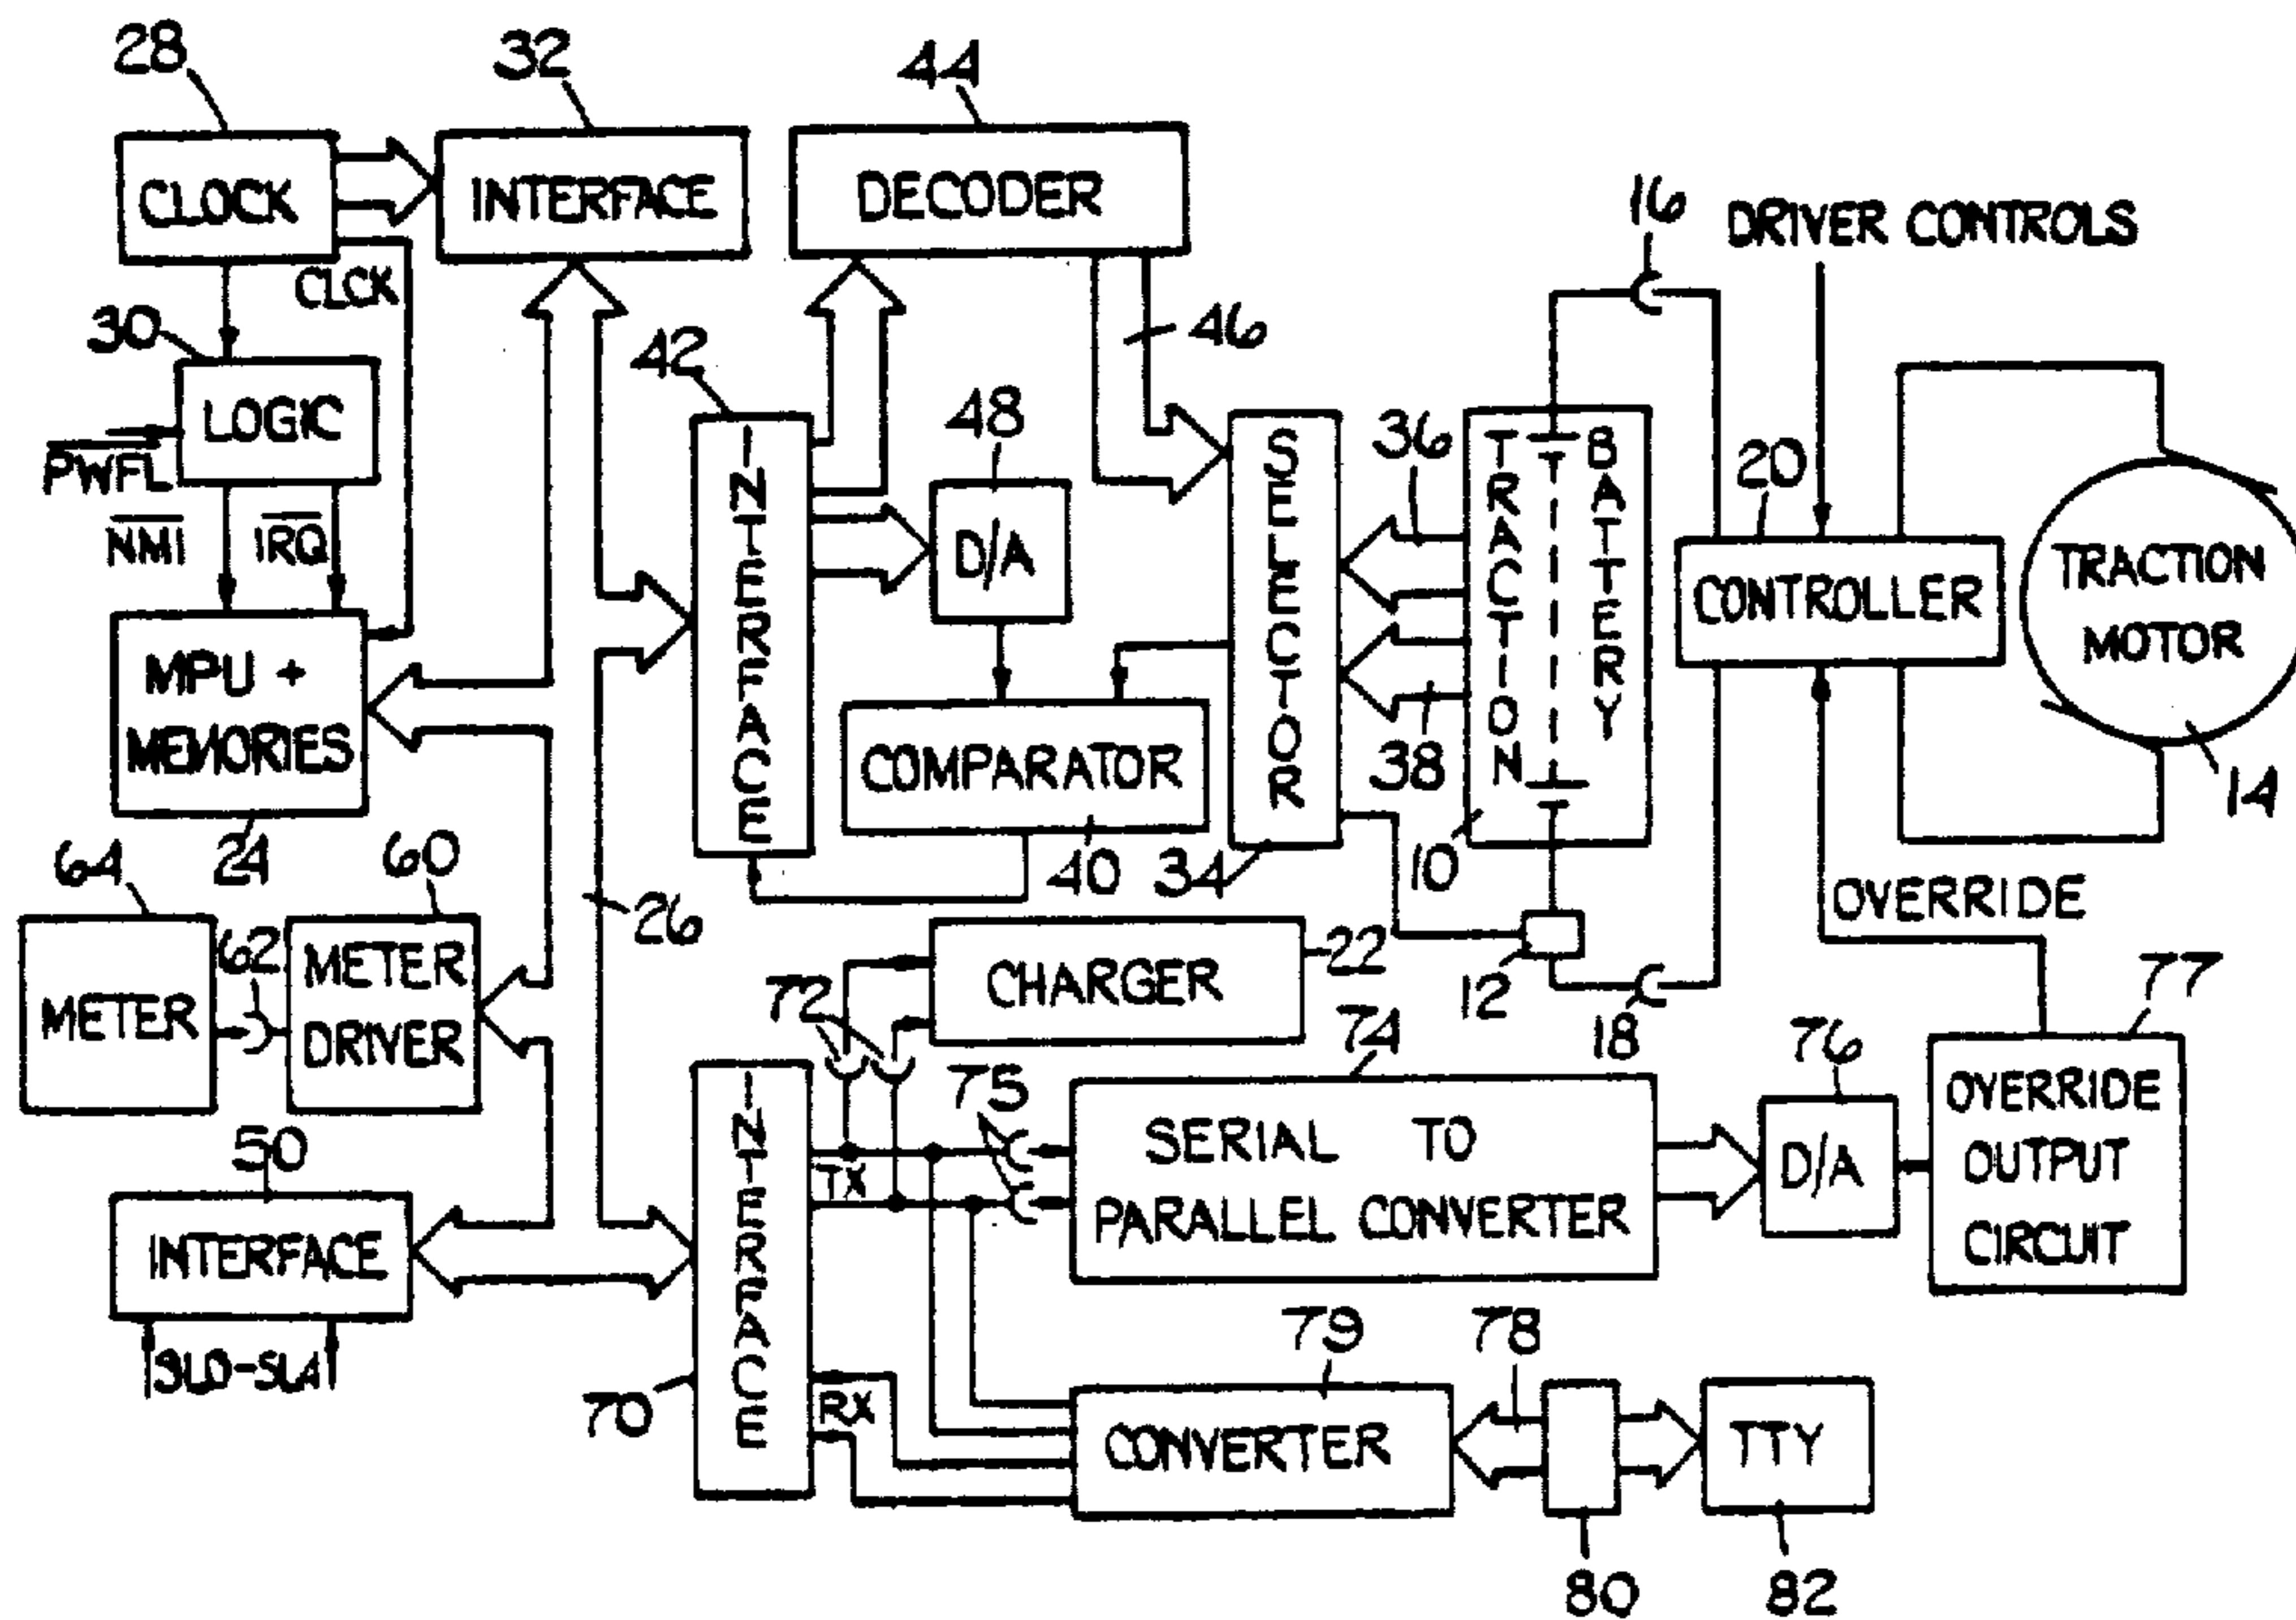 28
32
44
CLOCK
INTERFACE
DECODER
16
DRIVER CONTROLS
CLCK
30
42
46
LOGIC
PWFL
48
36
20
NMI
IRQ
INTERFACE
D/A
SELECTOR
TRACTION
BATTERY
CONTROLLER
TRACTION
MOTOR
MPU +
MEMORIES
COMPARATOR
38
14
64
24
60
26
40
34
10
OVERRIDE
METER
62
METER
DRIVER
72
CHARGER
22
12
18
77
74
76
50
75
INTERFACE
TX
SERIAL TO
PARALLEL CONVERTER
D/A
OVERRIDE
OUTPUT
CIRCUIT
INTERFACE
SL0-SL4
70
RX
79
78
CONVERTER
TTY
80
82